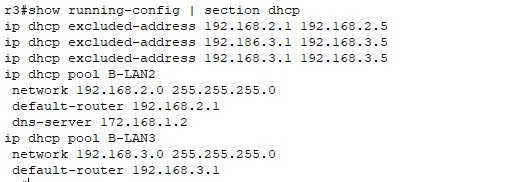 r3#show running-config | section dhcp
ip dhcp excluded-address 192.168.2.1 192.168.2.5
ip dhcp excluded-address 192.186.3.1 192.168.3.5
ip dhcp excluded-address 192.168.3.1 192.168.3.5
ip dhcp pool B-LAN2
 network 192.168.2.0 255.255.255.0
 default-router 192.168.2.1
 dns-server 172.168.1.2
ip dhcp pool B-LAN3
 network 192.168.3.0 255.255.255.0
 default-router 192.168.3.1